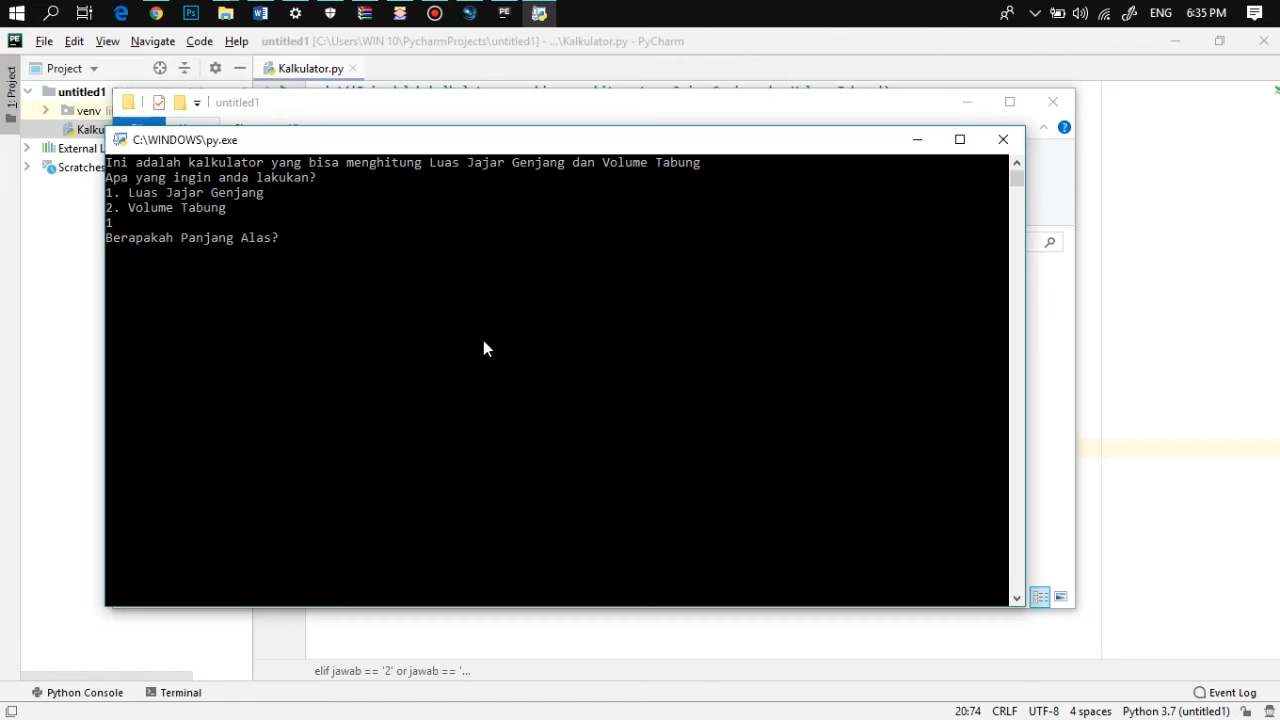 ENG 6:35 PM
File Edit View Navigate Code Help untitled1 [C:\Users\WIN 10\PycharmProjects\untitled1] - ...\Kalkulator.py - PyCharm
1: Project
Project
Kalkulator.py
untitled1
venv
Kalku
External L
Scratches
untitled1
C:\WINDOWS\py.exe
Ini adalah kalkulator yang bisa menghitung Luas Jajar Genjang dan Volume Tabung
Apa yang ingin anda lakukan?
1. Luas Jajar Genjang
2. Volume Tabung
1
Berapakah Panjang Alas?
elif jawab == '2' or jawab == '...
Python Console Terminal Event Log
20:74 CRLF UTF-8 4 spaces Python 3.7 (untitled1)